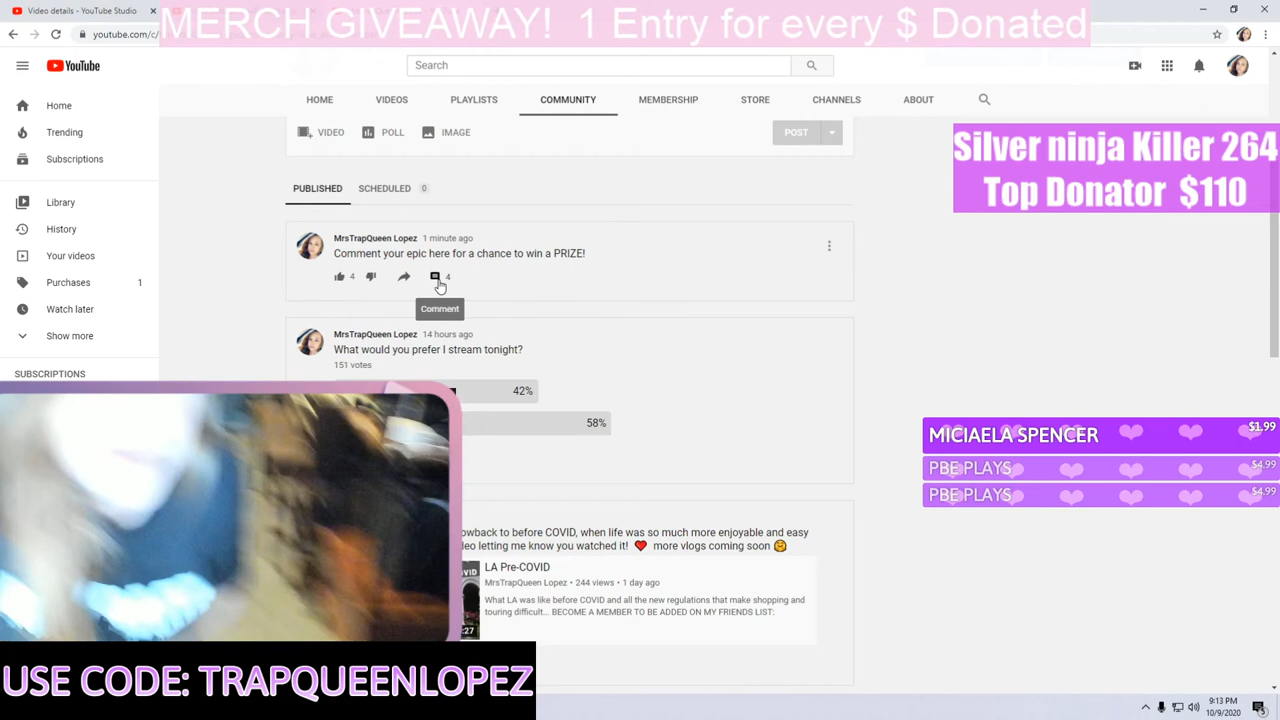 Video details - YouTube Studio
MERCH GIVEAWAY! 1 Entry for every $ Donated
youtube.com/c/
YouTube
Search
HOME VIDEOS PLAYLISTS COMMUNITY MEMBERSHIP STORE CHANNELS ABOUT
Home
Trending
Subscriptions
Library
History
Your videos
Purchases 1
Watch later
Show more
SUBSCRIPTIONS
VIDEO POLL IMAGE
POST
PUBLISHED SCHEDULED 0
MrsTrapQueen Lopez 1 minute ago
Comment your epic here for a chance to win a PRIZE!
4 4
Comment
MrsTrapQueen Lopez 14 hours ago
What would you prefer I stream tonight?
151 votes
42%
58%
owback to before COVID, when life was so much more enjoyable and easy
leo letting me know you watched it! ❤️ more vlogs coming soon 🤗
LA Pre-COVID
MrsTrapQueen Lopez • 244 views • 1 day ago
What LA was like before COVID and all the new regulations that make shopping and
touring difficult... BECOME A MEMBER TO BE ADDED ON MY FRIENDS LIST:
:27
Silver ninja Killer 264
Top Donator $110
MICIAELA SPENCER $1.99
PBE PLAYS $4.99
PBE PLAYS $4.99
USE CODE: TRAPQUEENLOPEZ
9:13 PM
10/9/2020
5